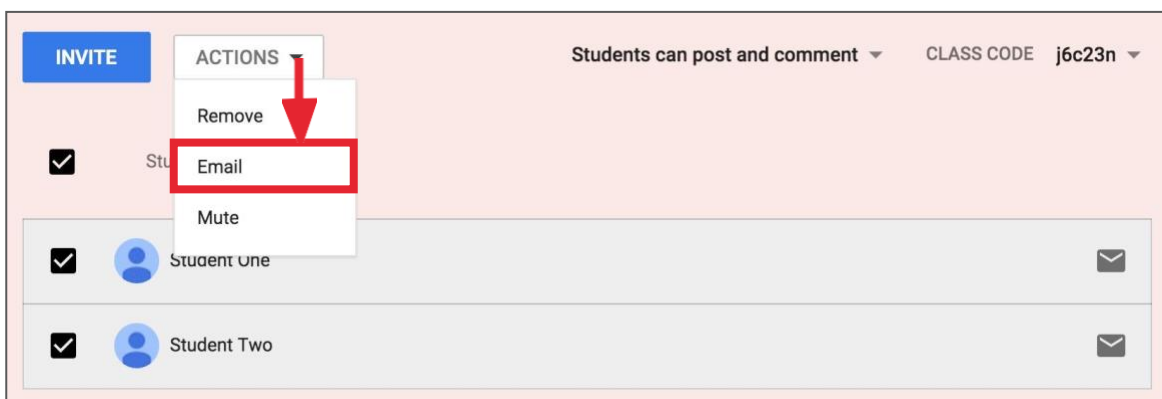 INVITE ACTIONS Students can post and comment CLASS CODE j6c23n
Remove
Email
Mute
Student One
Student Two